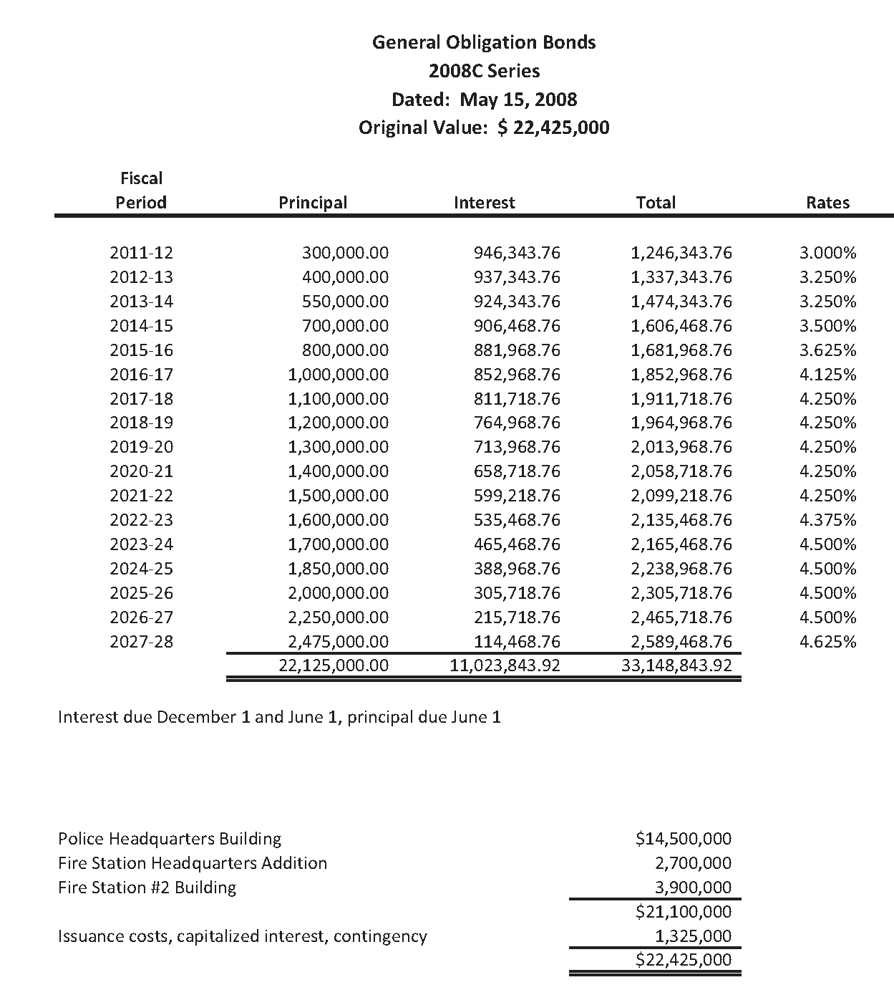 General Obligation Bonds
2008C Series
Dated: May 15, 2008
Original Value: $ 22,425,000
Fiscal
Period Principal Interest Total Rates
2011-12 300,000.00 946,343.76 1,246,343.76 3.000%
2012-13 400,000.00 937,343.76 1,337,343.76 3.250%
2013-14 550,000.00 924,343.76 1,474,343.76 3.250%
2014-15 700,000.00 906,468.76 1,606,468.76 3.500%
2015-16 800,000.00 881,968.76 1,681,968.76 3.625%
2016-17 1,000,000.00 852,968.76 1,852,968.76 4.125%
2017-18 1,100,000.00 811,718.76 1,911,718.76 4.250%
2018-19 1,200,000.00 764,968.76 1,964,968.76 4.250%
2019-20 1,300,000.00 713,968.76 2,013,968.76 4.250%
2020-21 1,400,000.00 658,718.76 2,058,718.76 4.250%
2021-22 1,500,000.00 599,218.76 2,099,218.76 4.250%
2022-23 1,600,000.00 535,468.76 2,135,468.76 4.375%
2023-24 1,700,000.00 465,468.76 2,165,468.76 4.500%
2024-25 1,850,000.00 388,968.76 2,238,968.76 4.500%
2025-26 2,000,000.00 305,718.76 2,305,718.76 4.500%
2026-27 2,250,000.00 215,718.76 2,465,718.76 4.500%
2027-28 2,475,000.00 114,468.76 2,589,468.76 4.625%
22,125,000.00 11,023,843.92 33,148,843.92
Interest due December 1 and June 1, principal due June 1
Police Headquarters Building $14,500,000
Fire Station Headquarters Addition 2,700,000
Fire Station #2 Building 3,900,000
$21,100,000
Issuance costs, capitalized interest, contingency 1,325,000
$22,425,000